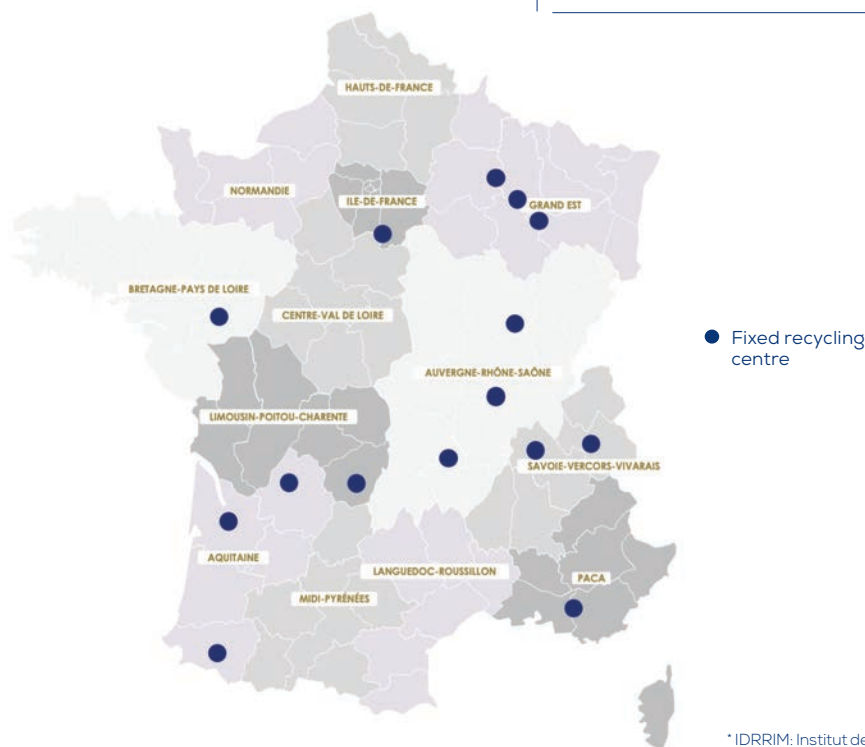 HAUTS-DE-FRANCE
NORMANDIE
ILE-DE-FRANCE
GRAND EST
BRETAGNE-PAYS DE LOIRE
CENTRE-VAL DE LOIRE
Fixed recycling
centre
AUVERGNE-RHÔNE-SAÔNE
LIMOUSIN-POITOU-CHARENTE
SAVOIE-VERCORS-VIVARAIS
AQUITAINE
LANGUEDOC-ROUSSILLON
PACA
MIDI-PYRÉNÉES
* IDRRIM: Institut de